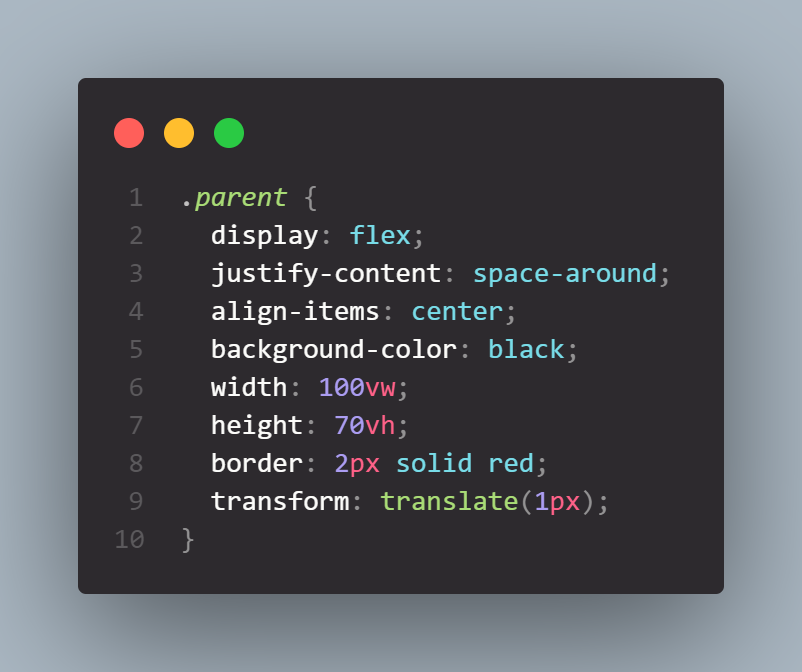 1 .parent {
2 display: flex;
3 justify-content: space-around;
4 align-items: center;
5 background-color: black;
6 width: 100vw;
7 height: 70vh;
8 border: 2px solid red;
9 transform: translate(1px);
10 }